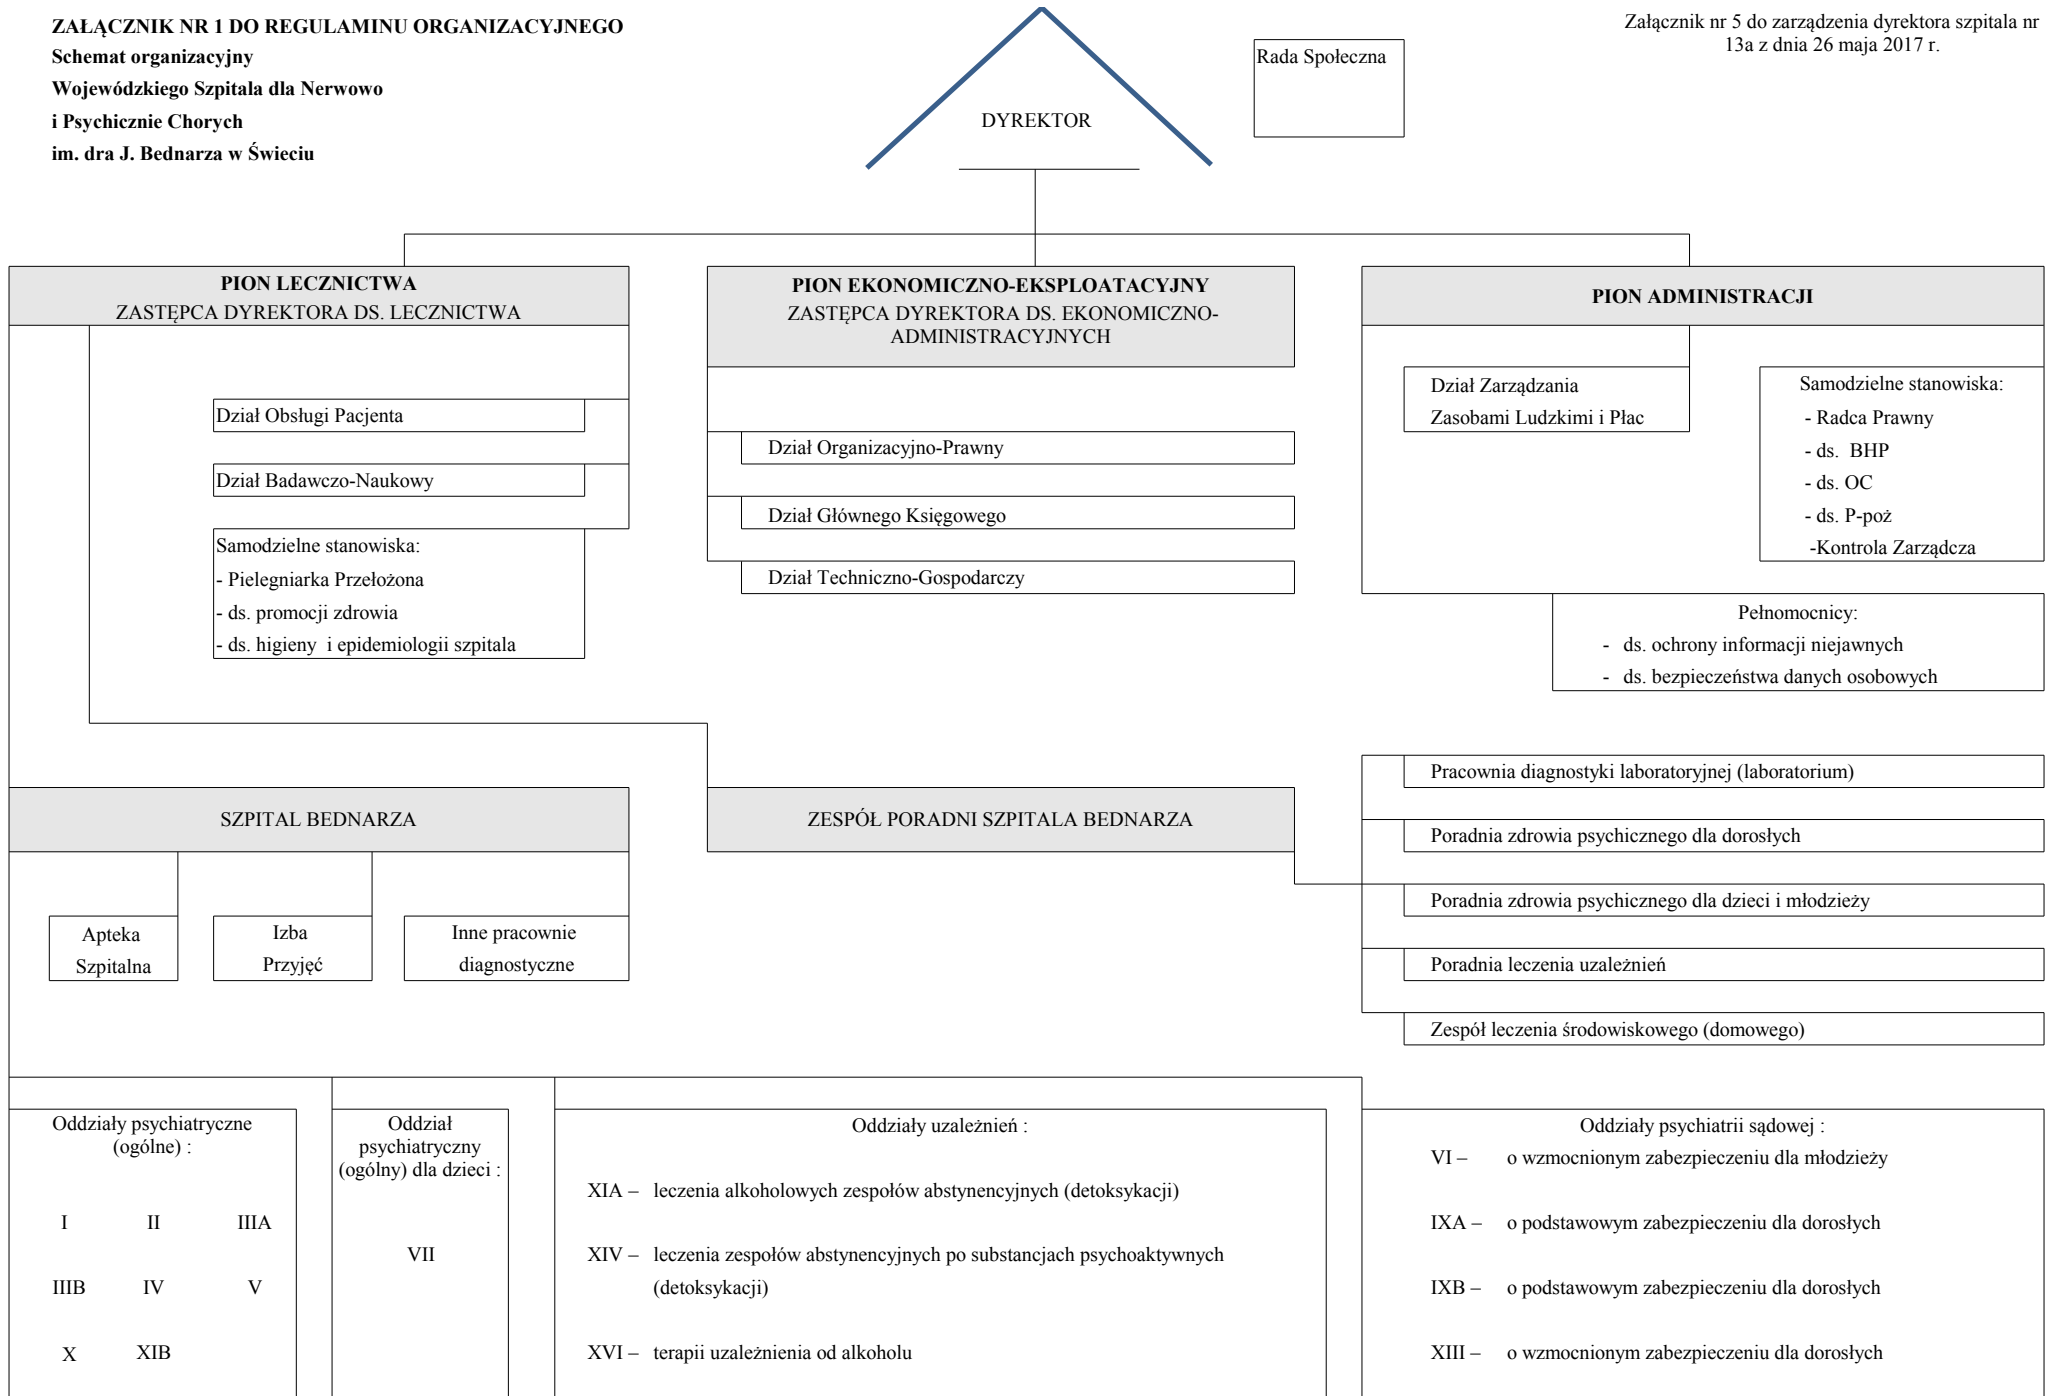 ZAŁĄCZNIK NR 1 DO REGULAMINU ORGANIZACYJNEGO
Schemat organizacyjny
Wojewódzkiego Szpitala dla Nerwowo
i Psychicznie Chorych
im. dra J. Bednarza w Świeciu
DYREKTOR
Rada Społeczna
Załącznik nr 5 do zarządzenia dyrektora szpitala nr
13a z dnia 26 maja 2017 r.
PION LECZNICTWA
ZASTĘPCA DYREKTORA DS. LECZNICTWA
PION EKONOMICZNO-EKSPLOATACYJNY
ZASTĘPCA DYREKTORA DS. EKONOMICZNO-
ADMINISTRACYJNYCH
PION ADMINISTRACJI
Dział Obsługi Pacjenta
Dział Badawczo-Naukowy
Samodzielne stanowiska:
- Pielegniarka Przełożona
- ds. promocji zdrowia
- ds. higieny i epidemiologii szpitala
Dział Organizacyjno-Prawny
Dział Głównego Księgowego
Dział Techniczno-Gospodarczy
Dział Zarządzania
Zasobami Ludzkimi i Płac
Samodzielne stanowiska:
- Radca Prawny
- ds. BHP
- ds. OC
- ds. P-poż
-Kontrola Zarządcza
Pełnomocnicy:
- ds. ochrony informacji niejawnych
- ds. bezpieczeństwa danych osobowych
SZPITAL BEDNARZA
ZESPÓŁ PORADNI SZPITALA BEDNARZA
Pracownia diagnostyki laboratoryjnej (laboratorium)
Poradnia zdrowia psychicznego dla dorosłych
Poradnia zdrowia psychicznego dla dzieci i młodzieży
Poradnia leczenia uzależnień
Zespół leczenia środowiskowego (domowego)
Apteka
Szpitalna
Izba
Przyjęć
Inne pracownie
diagnostyczne
Oddziały psychiatryczne
(ogólne) :
I II IIIA
IIIB IV V
X XIB
Oddział
psychiatryczny
(ogólny) dla dzieci :
VII
Oddziały uzależnień :
XIA – leczenia alkoholowych zespołów abstynencyjnych (detoksykacji)
XIV – leczenia zespołów abstynencyjnych po substancjach psychoaktywnych
(detoksykacji)
XVI – terapii uzależnienia od alkoholu
Oddziały psychiatrii sądowej :
VI – o wzmocnionym zabezpieczeniu dla młodzieży
IXA – o podstawowym zabezpieczeniu dla dorosłych
IXB – o podstawowym zabezpieczeniu dla dorosłych
XIII – o wzmocnionym zabezpieczeniu dla dorosłych